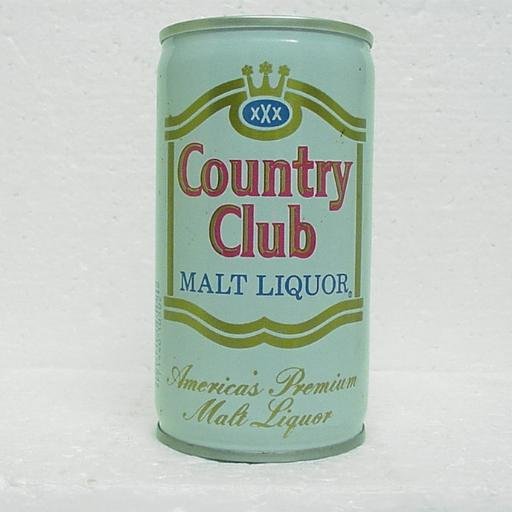 xXx
Country
Club
MALT LIQUOR®
America's Premium
Malt Liquor